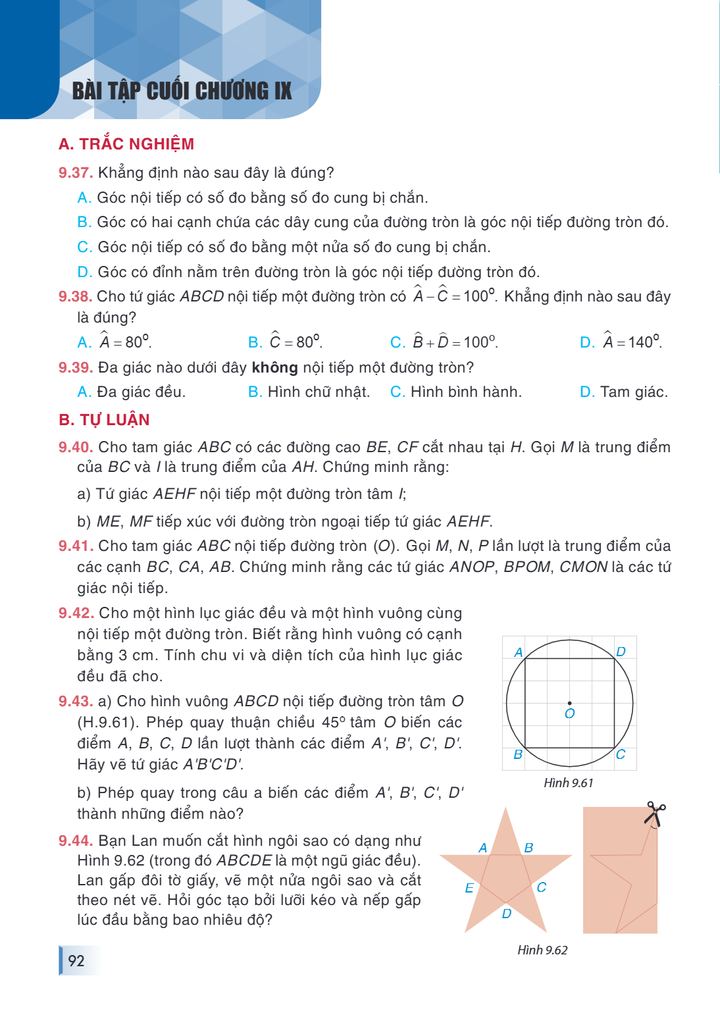 BÀI TẬP CUỐI CHƯƠNG IX
A. TRẮC NGHIỆM
9.37. Khẳng định nào sau đây là đúng?
A. Góc nội tiếp có số đo bằng số đo cung bị chắn.
B. Góc có hai cạnh chứa các dây cung của đường tròn là góc nội tiếp đường tròn đó.
C. Góc nội tiếp có số đo bằng một nửa số đo cung bị chắn.
D. Góc có đỉnh nằm trên đường tròn là góc nội tiếp đường tròn đó.
9.38. Cho tứ giác ABCD nội tiếp một đường tròn có Â – Ĉ = 100⁰. Khẳng định nào sau đây
là đúng?
A. Â = 80⁰. B. Ĉ = 80⁰. C. B̂ + D̂ = 100º. D. Â = 140⁰.
9.39. Đa giác nào dưới đây không nội tiếp một đường tròn?
A. Đa giác đều. B. Hình chữ nhật. C. Hình bình hành. D. Tam giác.
B. TỰ LUẬN
9.40. Cho tam giác ABC có các đường cao BE, CF cắt nhau tại H. Gọi M là trung điểm
của BC và I là trung điểm của AH. Chứng minh rằng:
a) Tứ giác AEHF nội tiếp một đường tròn tâm I;
b) ME, MF tiếp xúc với đường tròn ngoại tiếp tứ giác AEHF.
9.41. Cho tam giác ABC nội tiếp đường tròn (O). Gọi M, N, P lần lượt là trung điểm của
các cạnh BC, CA, AB. Chứng minh rằng các tứ giác ANOP, BPOM, CMON là các tứ
giác nội tiếp.
9.42. Cho một hình lục giác đều và một hình vuông cùng
nội tiếp một đường tròn. Biết rằng hình vuông có cạnh
bằng 3 cm. Tính chu vi và diện tích của hình lục giác
đều đã cho.
9.43. a) Cho hình vuông ABCD nội tiếp đường tròn tâm O
(H.9.61). Phép quay thuận chiều 45º tâm O biến các
điểm A, B, C, D lần lượt thành các điểm A', B', C', D'.
Hãy vẽ tứ giác A'B'C'D'.
b) Phép quay trong câu a biến các điểm A', B', C', D'
thành những điểm nào?
A D
O
B C
Hình 9.61
9.44. Bạn Lan muốn cắt hình ngôi sao có dạng như
Hình 9.62 (trong đó ABCDE là một ngũ giác đều).
Lan gấp đôi tờ giấy, vẽ một nửa ngôi sao và cắt
theo nét vẽ. Hỏi góc tạo bởi lưỡi kéo và nếp gấp
lúc đầu bằng bao nhiêu độ?
A B
E C
D
Hình 9.62
92